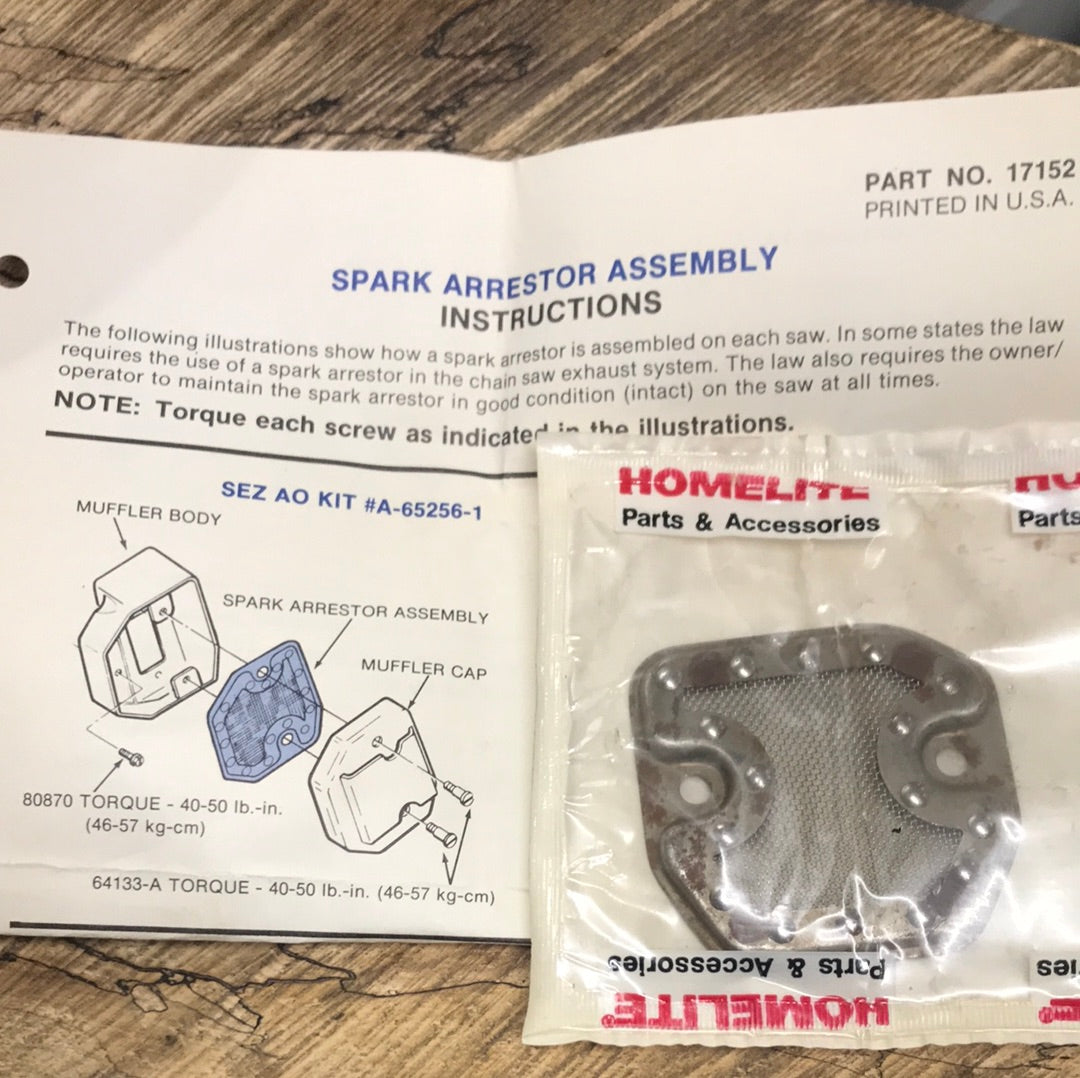 PART NO. 17152
PRINTED IN U.S.A.
SPARK ARRESTOR ASSEMBLY
INSTRUCTIONS
The following illustrations show how a spark arrestor is assembled on each saw. In some states the law
requires the use of a spark arrestor in the chain saw exhaust system. The law also requires the owner/
operator to maintain the spark arrestor in good condition (intact) on the saw at all times.
NOTE: Torque each screw as indicated in the illustrations.
SEZ AO KIT #A-65256-1
MUFFLER BODY
SPARK ARRESTOR ASSEMBLY
MUFFLER CAP
80870 TORQUE - 40-50 lb.-in.
(46-57 kg-cm)
64133-A TORQUE - 40-50 lb.-in. (46-57 kg-cm)
HOMELITE
Parts & Accessories
Parts
Parts & Accessories
HOMELITE®